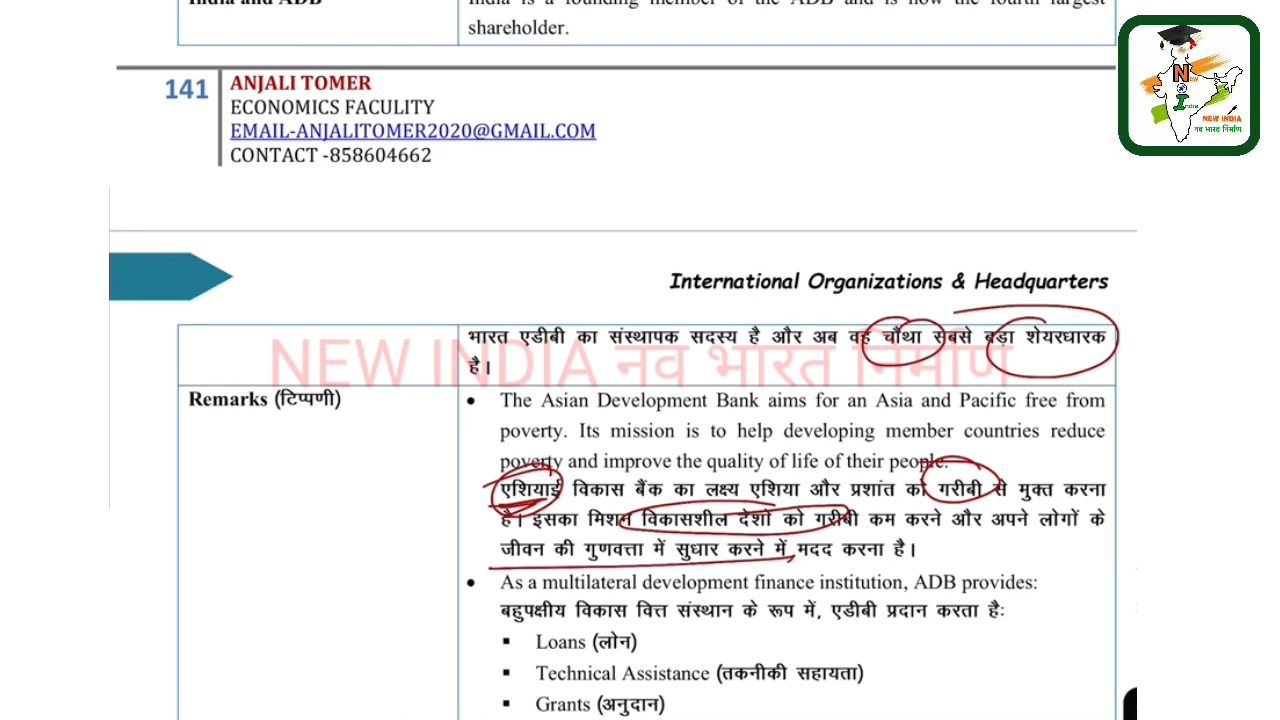 India and ADB
India is a founding member of the ADB and is now the fourth largest
shareholder.
141
ANJALI TOMER
ECONOMICS FACULITY
EMAIL-ANJALITOMER2020@GMAIL.COM
CONTACT -858604662
New
India
NEW INDIA
नव भारत निर्माण
International Organizations & Headquarters
भारत एडीबी का संस्थापक सदस्य है और अब वह चौथा सबसे बड़ा शेयरधारक
है।
NEW INDIA नव भारत निर्माण
Remarks (टिप्पणी)
• The Asian Development Bank aims for an Asia and Pacific free from
poverty. Its mission is to help developing member countries reduce
poverty and improve the quality of life of their people.
एशियाई विकास बैंक का लक्ष्य एशिया और प्रशांत को गरीबी से मुक्त करना
है। इसका मिशन विकासशील देशों को गरीबी कम करने और अपने लोगों के
जीवन की गुणवत्ता में सुधार करने में मदद करना है।
• As a multilateral development finance institution, ADB provides:
बहुपक्षीय विकास वित्त संस्थान के रूप में, एडीबी प्रदान करता है:
▪ Loans (लोन)
▪ Technical Assistance (तकनीकी सहायता)
▪ Grants (अनुदान)